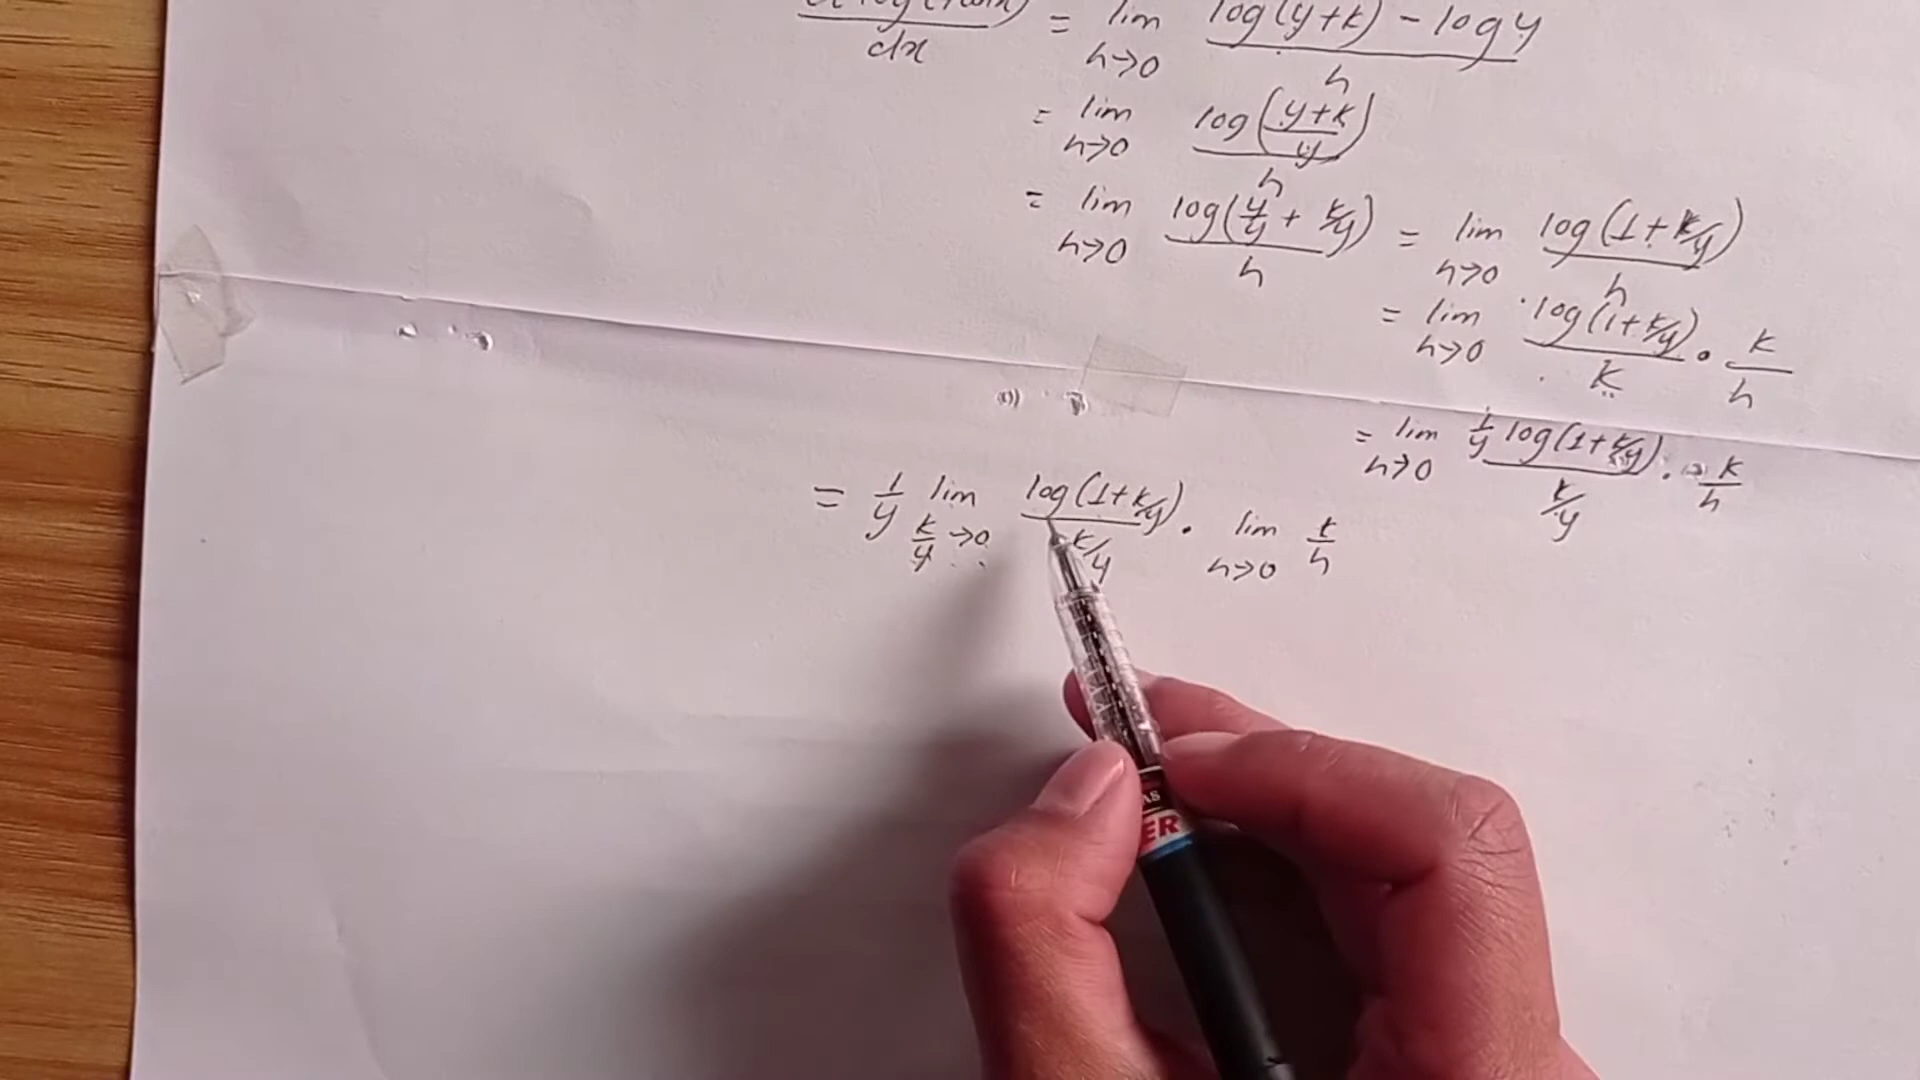 dx = lim h→0 log(y+k) - log y / h
= lim h→0 log(y+k / y) / h
= lim h→0 log(y/y + k/y) / h = lim h→0 log(1+k/y) / h
= lim h→0 log(1+k/y) / k . k/h
= lim h→0 1/y log(1+k/y) / k/y . k/h
= 1/y lim k/y→0 log(1+k/y) / k/y . lim h→0 k/h
ER